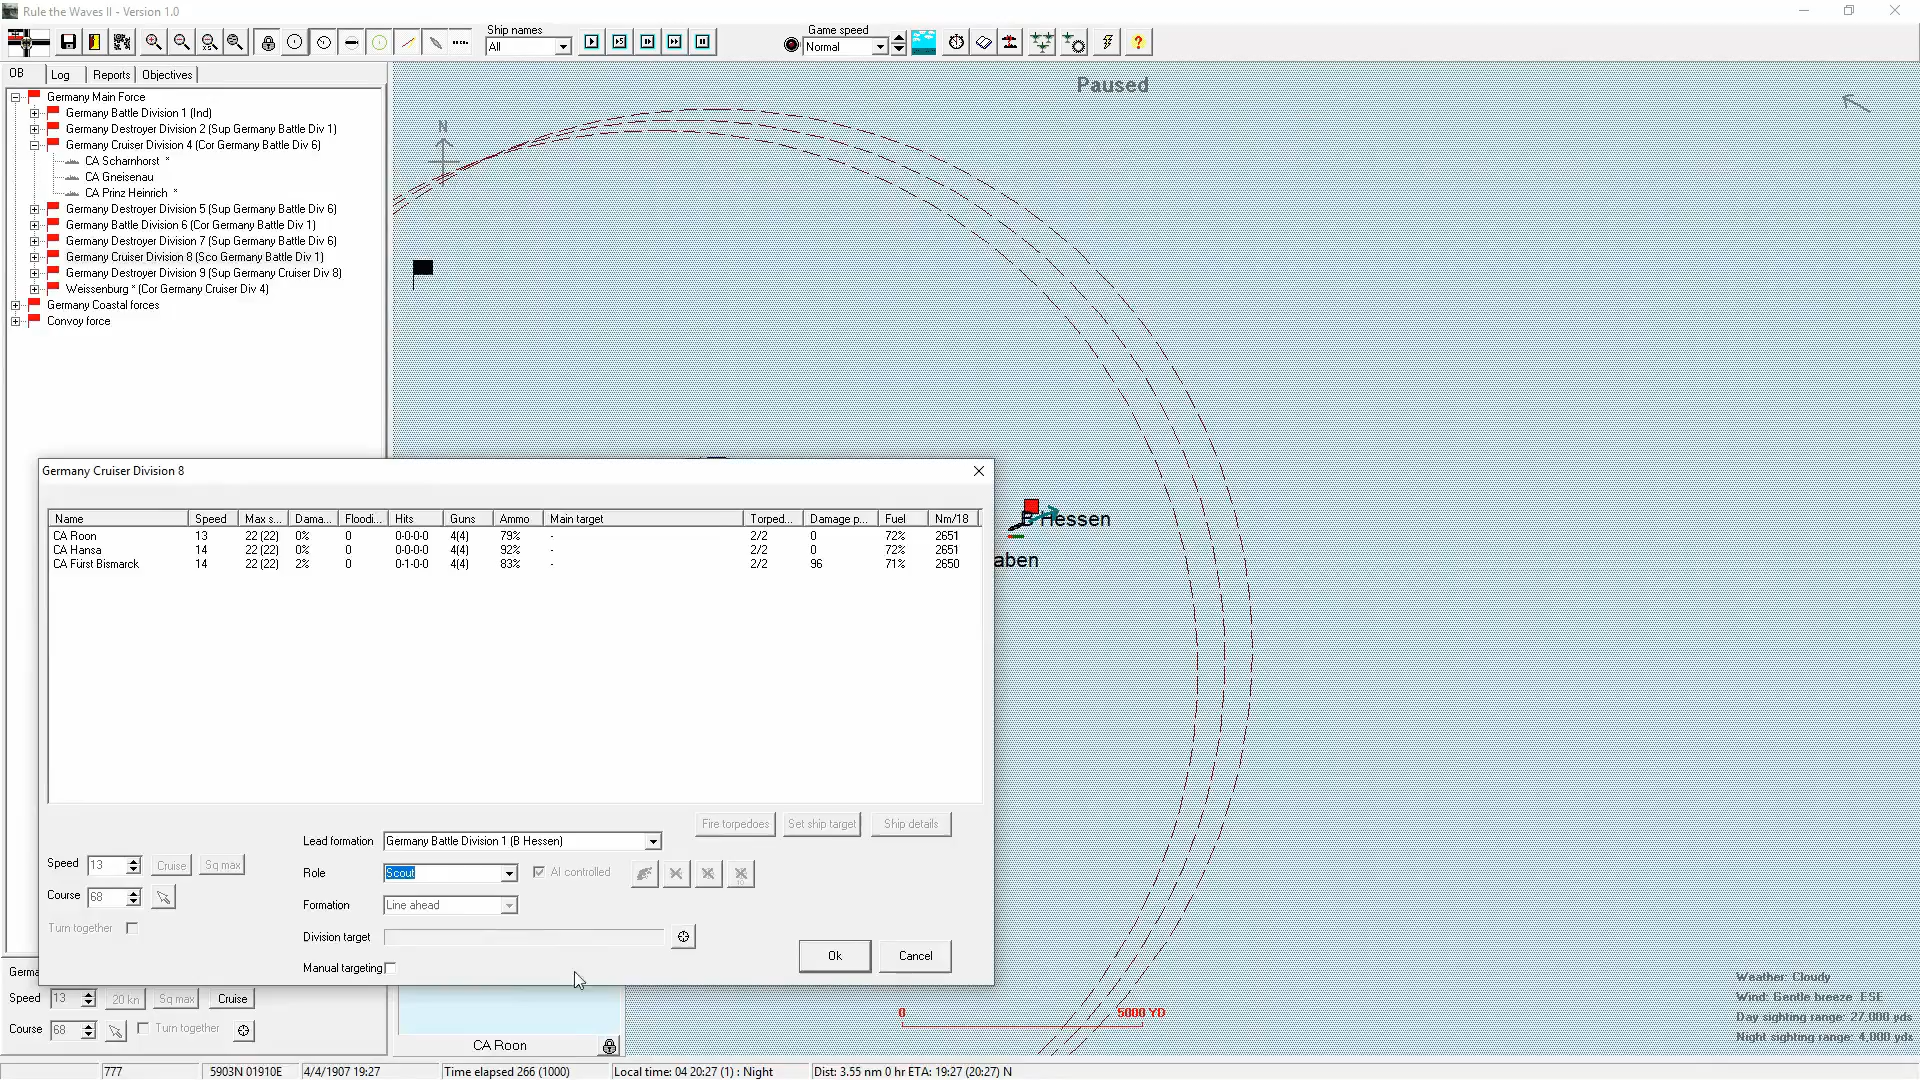 Rule the Waves II - Version 1.0
Ship names
All
Game speed
Normal
OB
Log
Reports
Objectives
Germany Main Force
Germany Battle Division 1 (Ind)
Germany Destroyer Division 2 (Sup Germany Battle Div 1)
Germany Cruiser Division 4 (Cor Germany Battle Div 6)
CA Scharnhorst *
CA Gneisenau
CA Prinz Heinrich *
Germany Destroyer Division 5 (Sup Germany Battle Div 6)
Germany Battle Division 6 (Cor Germany Battle Div 1)
Germany Destroyer Division 7 (Sup Germany Battle Div 6)
Germany Cruiser Division 8 (Sco Germany Battle Div 1)
Germany Destroyer Division 9 (Sup Germany Cruiser Div 8)
Weissenburg * (Cor Germany Cruiser Div 4)
Germany Coastal forces
Convoy force
Paused
N
B Hessen
aben
Germany Cruiser Division 8
Name Speed Max s... Dama... Floodi... Hits Guns Ammo Main target Torped... Damage p... Fuel Nm/18
CA Roon 13 22 (22) 0% 0 0-0-0-0 4(4) 79% - 2/2 0 72% 2651
CA Hansa 14 22 (22) 0% 0 0-0-0-0 4(4) 92% - 2/2 0 72% 2651
CA Fürst Bismarck 14 22 (22) 2% 0 0-1-0-0 4(4) 83% - 2/2 96 71% 2650
Fire torpedoes
Set ship target
Ship details
Lead formation Germany Battle Division 1 (B Hessen)
Speed 13 Cruise Sq max
Role Scout AI controlled
Course 68
Formation Line ahead
Turn together
Division target
Manual targeting
Ok
Cancel
Germa
Speed 13 20 kn Sq max Cruise
Course 68 Turn together
CA Roon
0 5000 YD
Weather: Cloudy
Wind: Gentle breeze ESE
Day sighting range: 27,000 yds
Night sighting range: 4,000 yds
777 5903N 01910E 4/4/1907 19:27 Time elapsed 266 (1000) Local time: 04 20:27 (1) : Night Dist: 3.55 nm 0 hr ETA: 19:27 (20:27) N